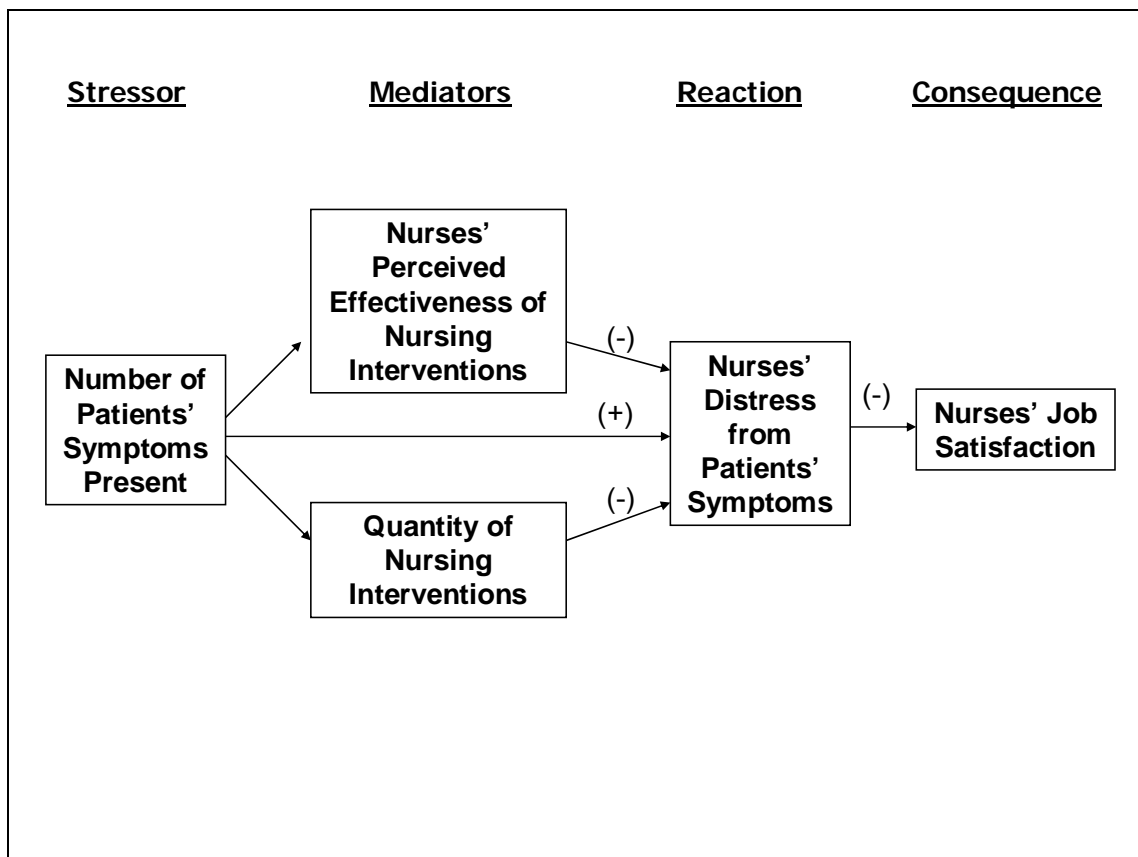 Stressor
Mediators
Reaction
Consequence
Nurses’
Perceived
Effectiveness of
Nursing
Interventions
(-)
Number of
Patients’
Symptoms
Present
(+)
Nurses’
Distress
from
Patients’
Symptoms
(-)
Nurses’ Job
Satisfaction
(-)
Quantity of
Nursing
Interventions